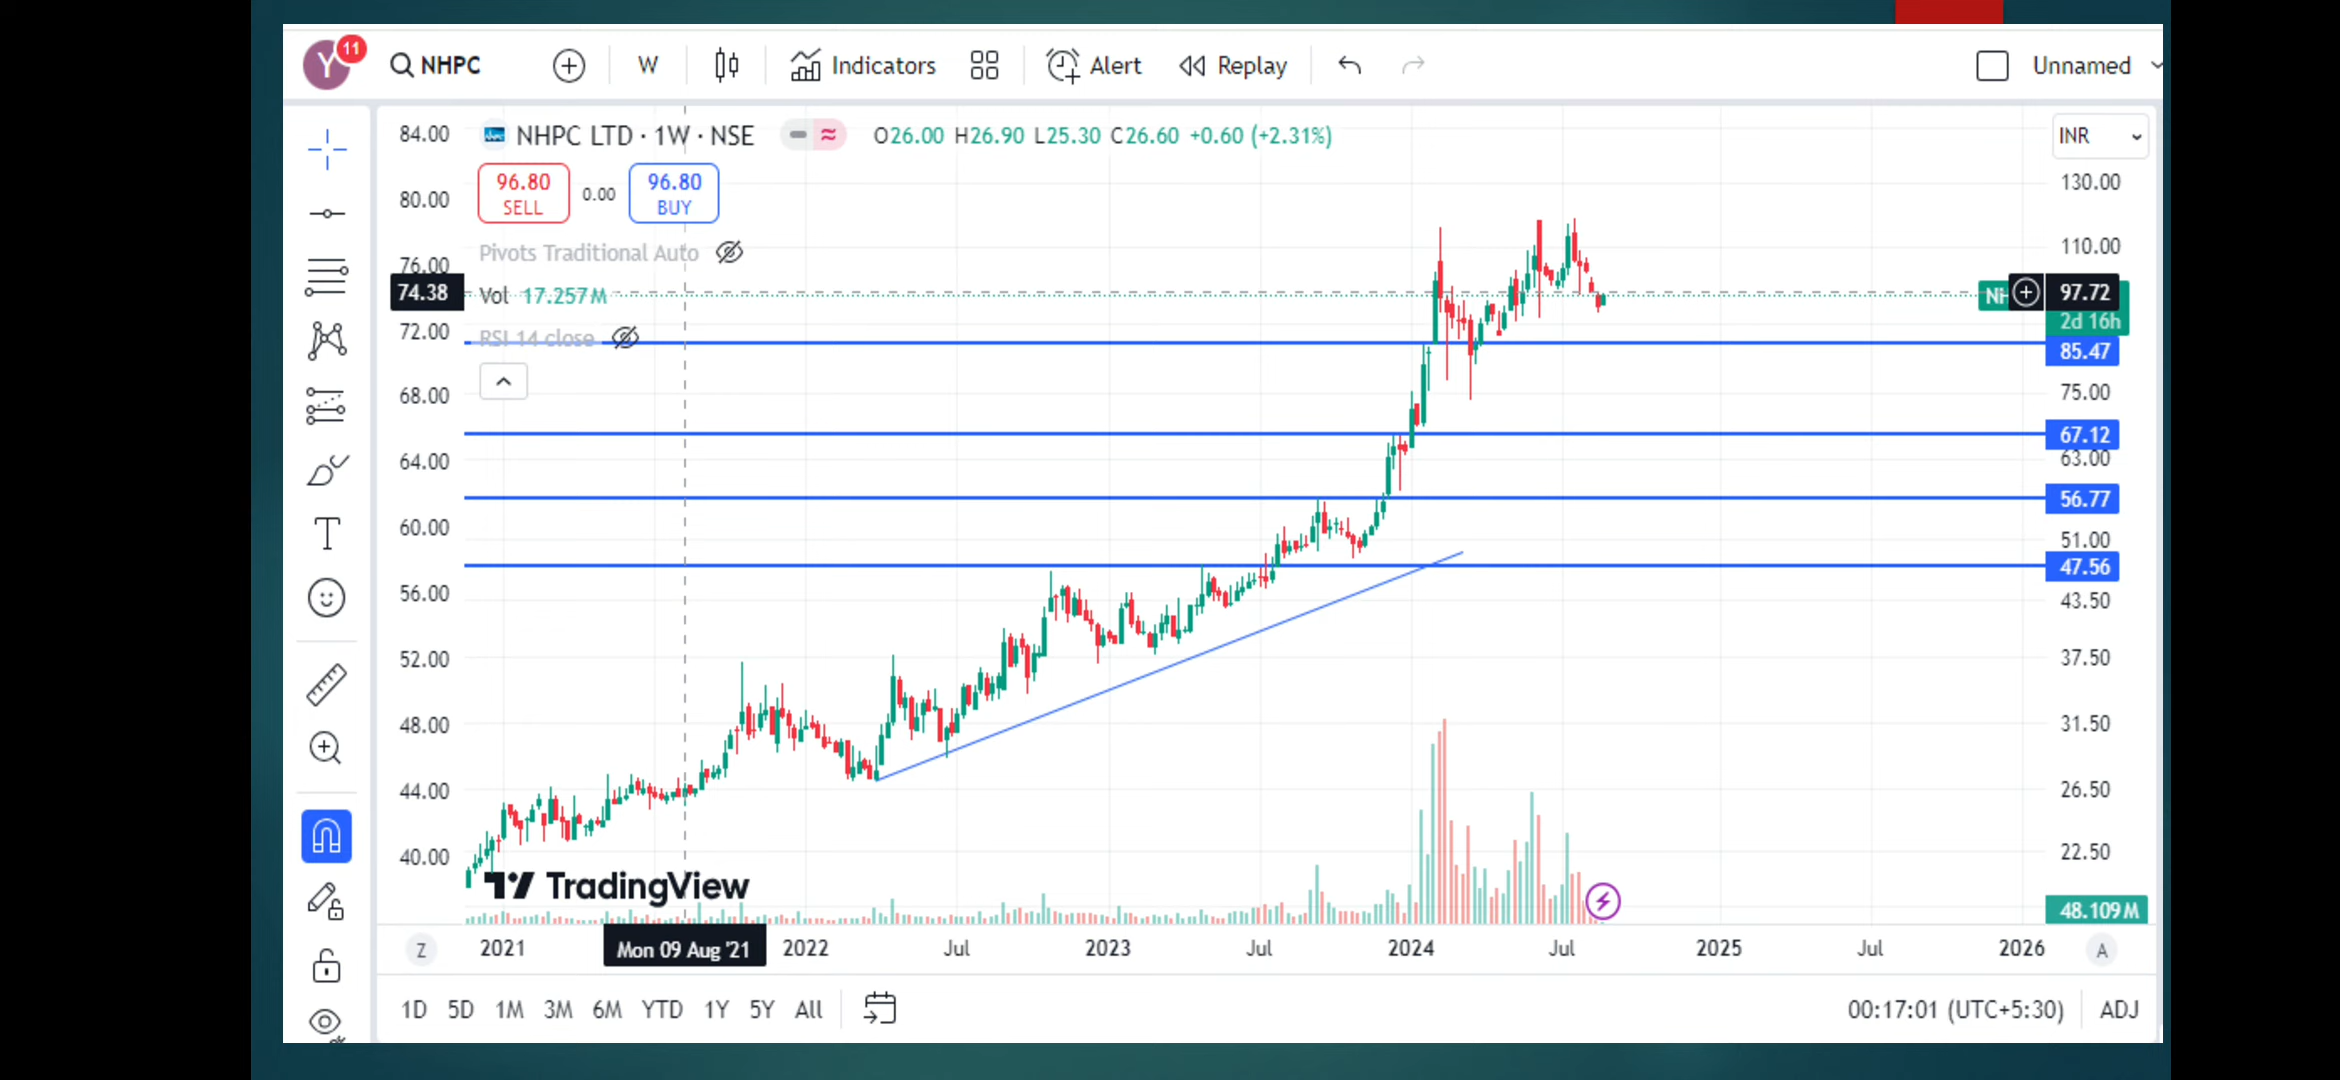 Y 11 NHPC W Indicators Alert Replay Unnamed
NHPC LTD · 1W · NSE O26.00 H26.90 L25.30 C26.60 +0.60 (+2.31%)
INR
96.80 SELL 0.00 96.80 BUY
Pivots Traditional Auto
Vol 17.257M
RSI 14 close
84.00
80.00
76.00
74.38
72.00
68.00
64.00
60.00
56.00
52.00
48.00
44.00
40.00
130.00
110.00
97.72
2d 16h
85.47
75.00
67.12
63.00
56.77
51.00
47.56
43.50
37.50
31.50
26.50
22.50
48.109M
TradingView
Z 2021 Mon 09 Aug '21 2022 Jul 2023 Jul 2024 Jul 2025 Jul 2026 A
1D 5D 1M 3M 6M YTD 1Y 5Y All 00:17:01 (UTC+5:30) ADJ